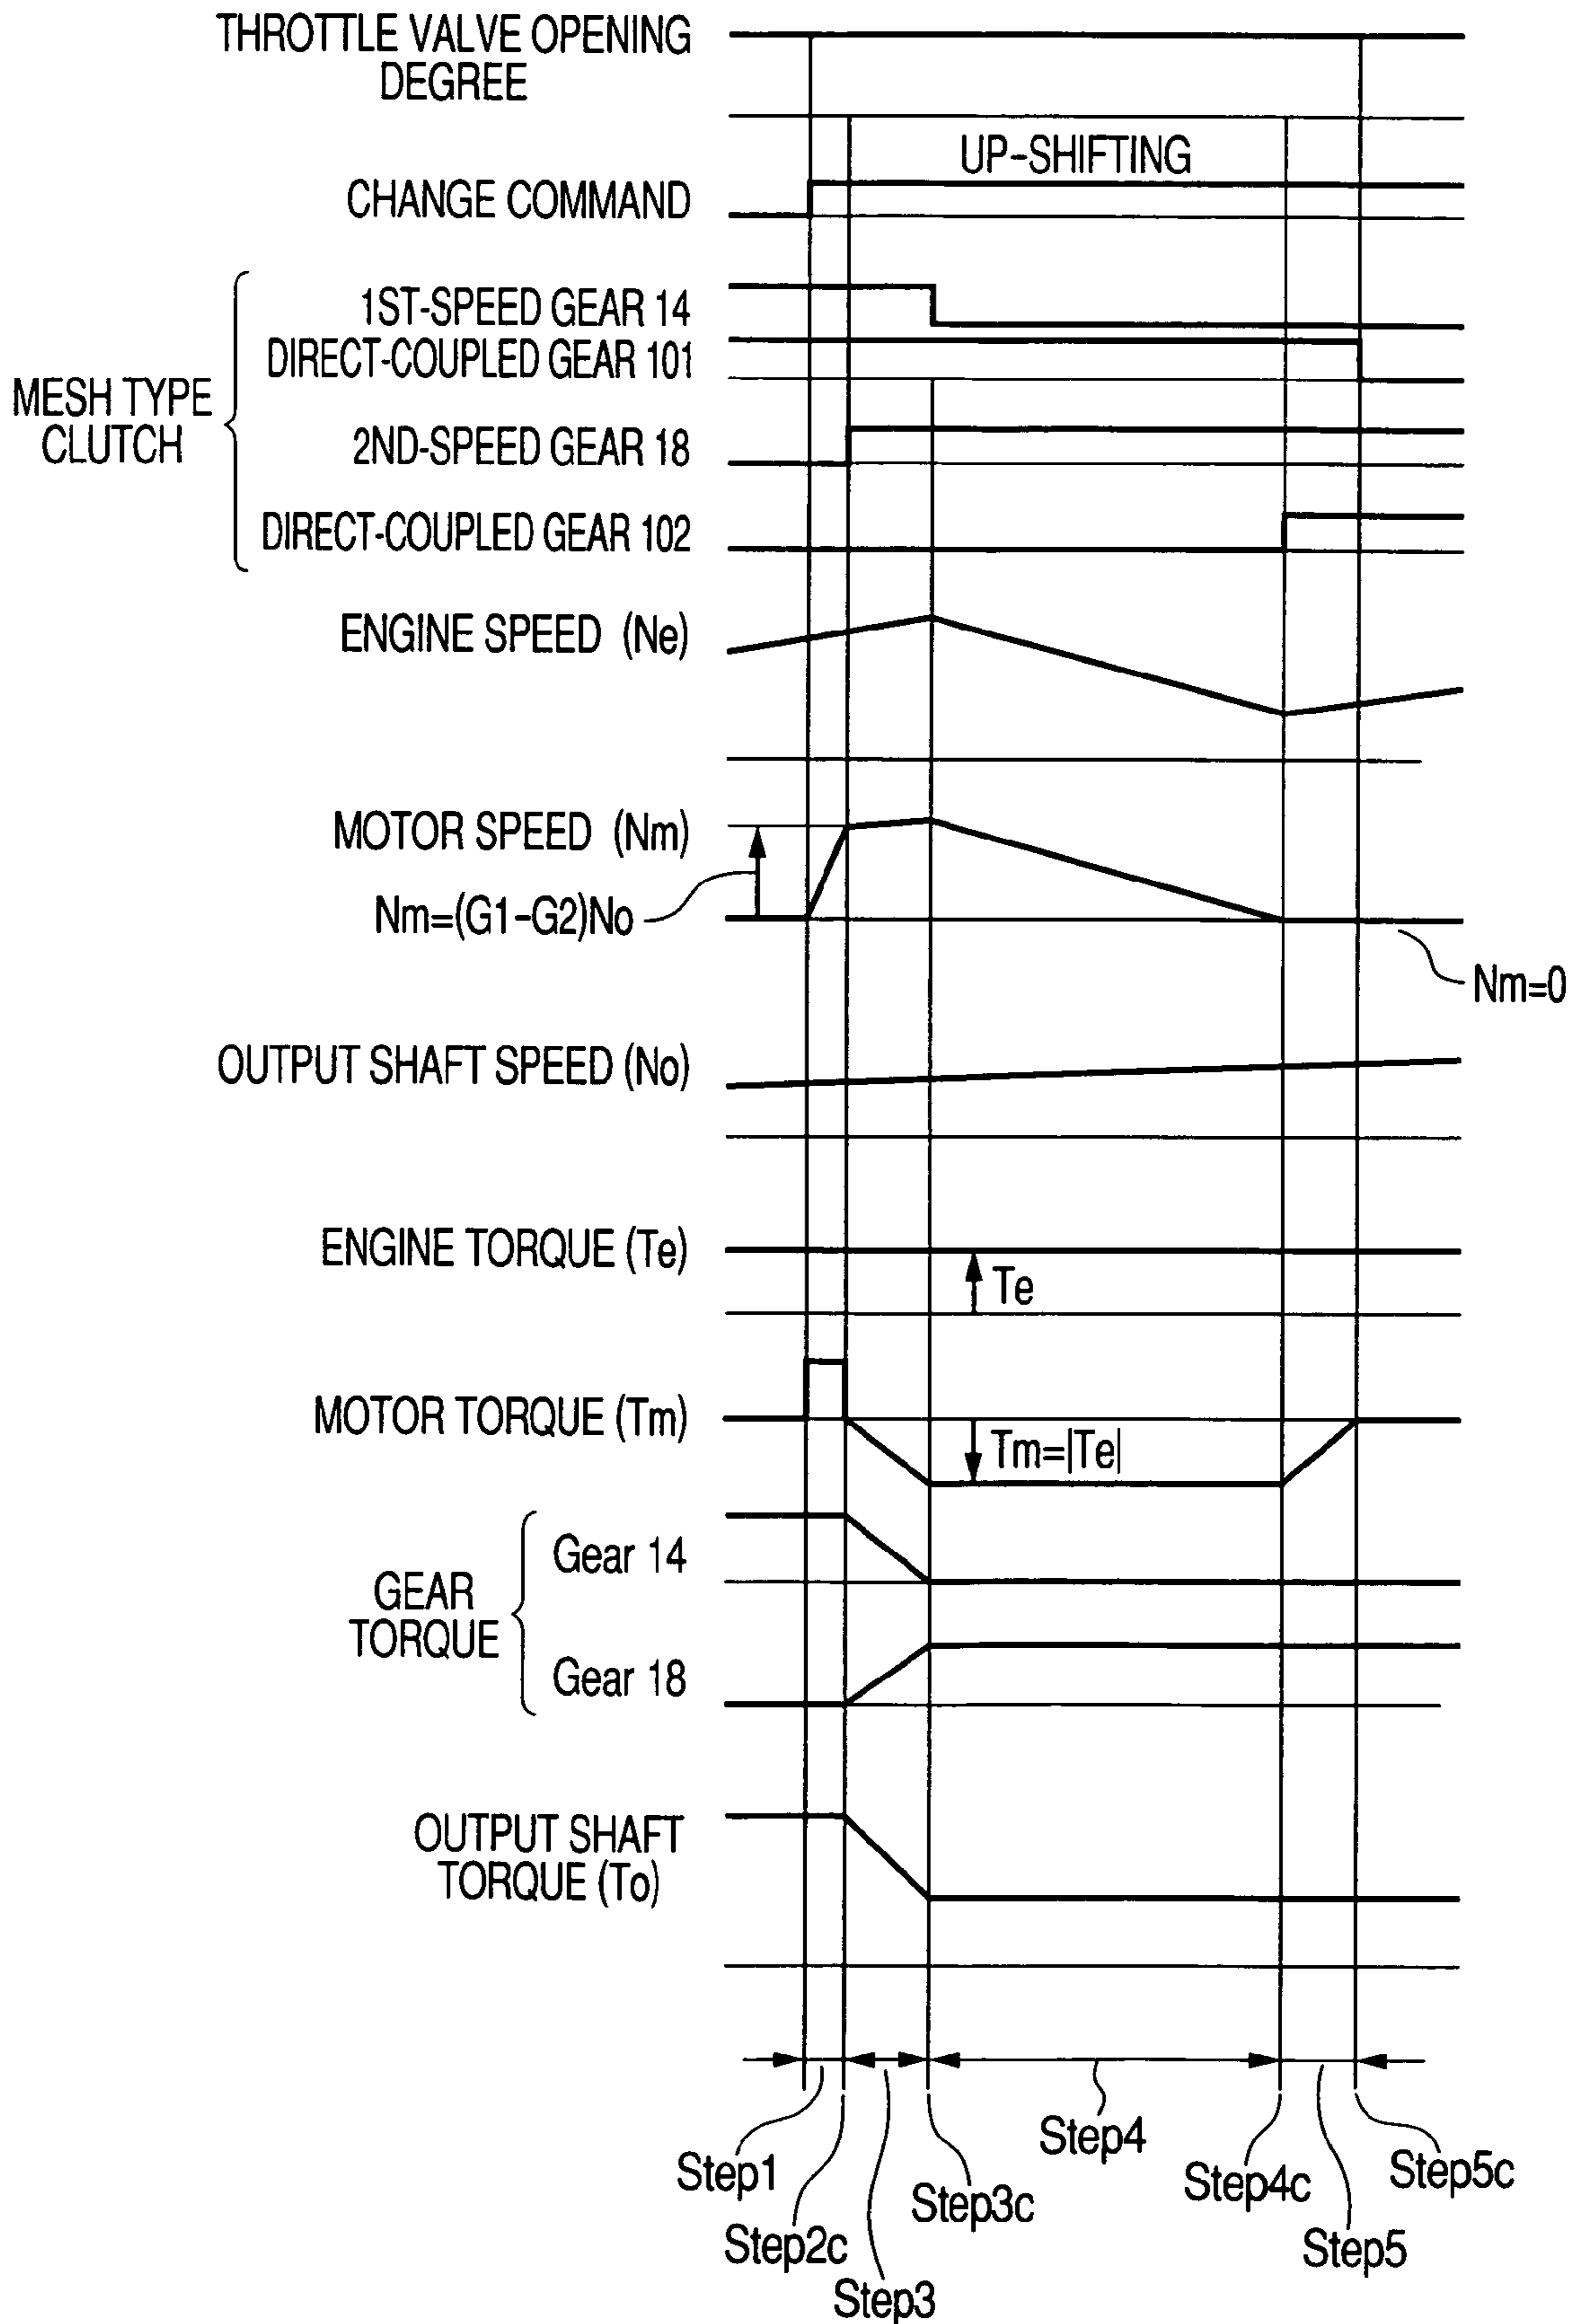 THROTTLE VALVE OPENING
DEGREE
UP-SHIFTING
CHANGE COMMAND
1ST-SPEED GEAR 14
DIRECT-COUPLED GEAR 101
MESH TYPE
CLUTCH
2ND-SPEED GEAR 18
DIRECT-COUPLED GEAR 102
ENGINE SPEED (Ne)
MOTOR SPEED (Nm)
Nm=(G1-G2)No
Nm=0
OUTPUT SHAFT SPEED (No)
ENGINE TORQUE (Te)
Te
MOTOR TORQUE (Tm)
Tm=|Te|
Gear 14
GEAR
TORQUE
Gear 18
OUTPUT SHAFT
TORQUE (To)
Step1
Step2c
Step3
Step3c
Step4
Step4c
Step5
Step5c